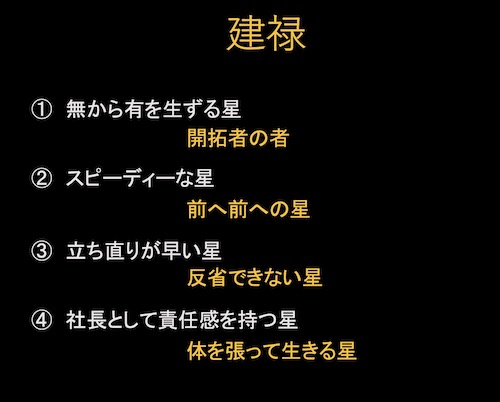 建禄
① 無から有を生ずる星
開拓者の者
② スピーディーな星
前へ前への星
③ 立ち直りが早い星
反省できない星
④ 社長として責任感を持つ星
体を張って生きる星